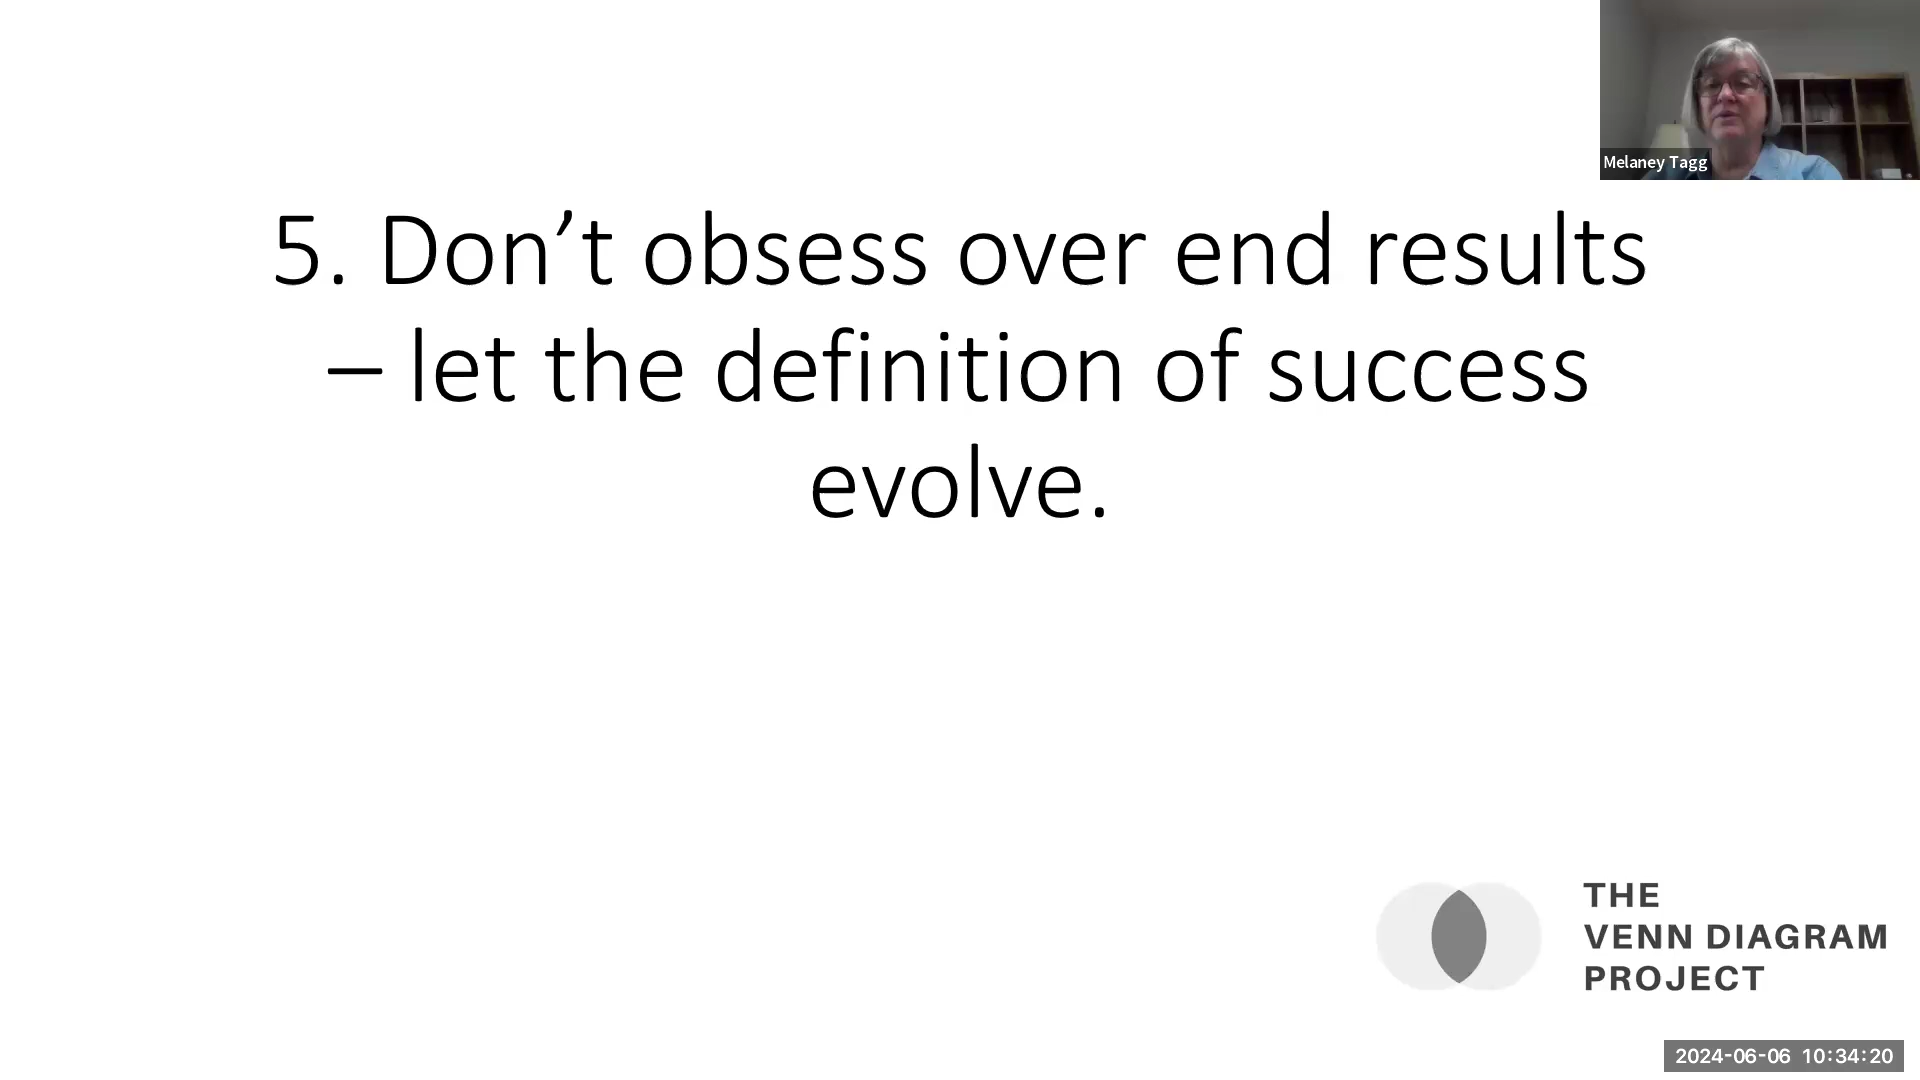 Melaney Tagg
5. Don’t obsess over end results
– let the definition of success
evolve.
THE
VENN DIAGRAM
PROJECT
2024-06-06 10:34:20